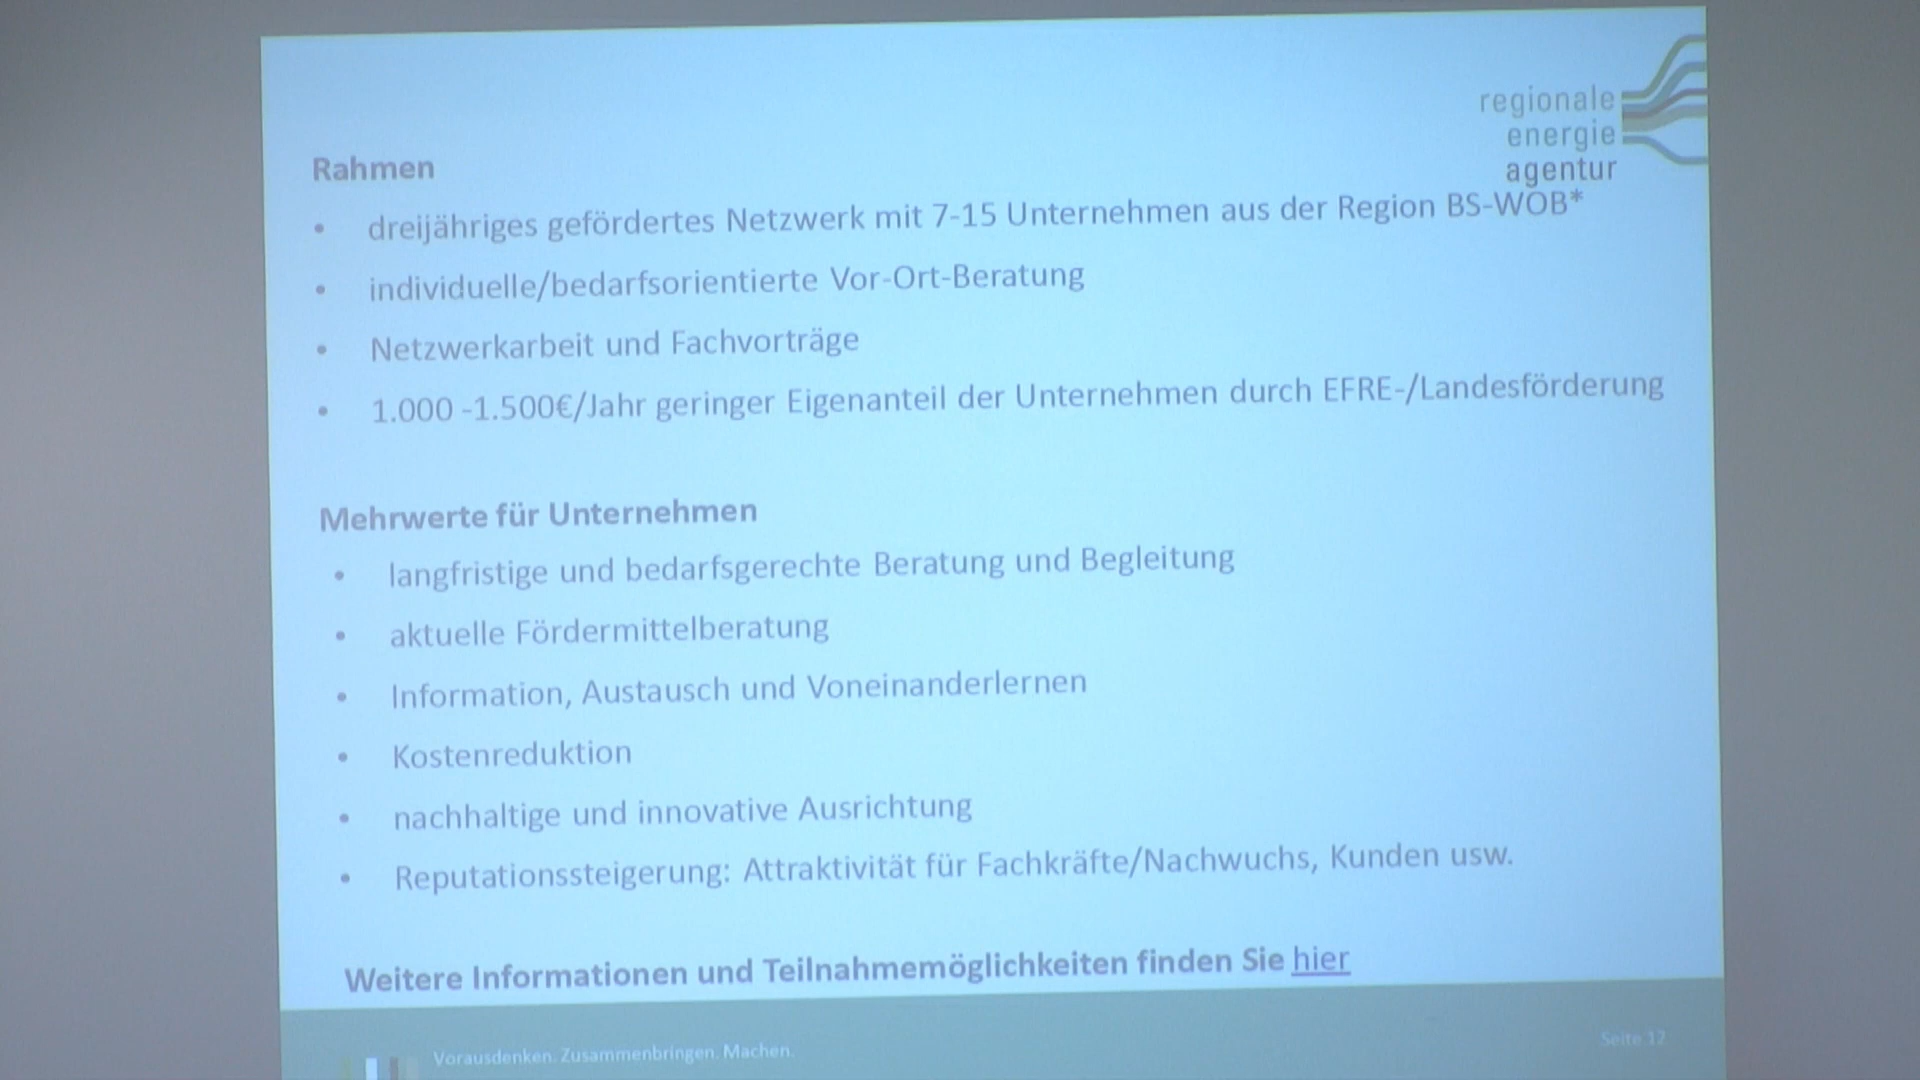 regionale
energie
agentur
Rahmen
• dreijähriges gefördertes Netzwerk mit 7-15 Unternehmen aus der Region BS-WOB*
• individuelle/bedarfsorientierte Vor-Ort-Beratung
• Netzwerkarbeit und Fachvorträge
• 1.000 -1.500€/Jahr geringer Eigenanteil der Unternehmen durch EFRE-/Landesförderung
Mehrwerte für Unternehmen
• langfristige und bedarfsgerechte Beratung und Begleitung
• aktuelle Fördermittelberatung
• Information, Austausch und Voneinanderlernen
• Kostenreduktion
• nachhaltige und innovative Ausrichtung
• Reputationssteigerung: Attraktivität für Fachkräfte/Nachwuchs, Kunden usw.
Weitere Informationen und Teilnahmemöglichkeiten finden Sie hier
Vorausdenken. Zusammenbringen. Machen.
Seite 12